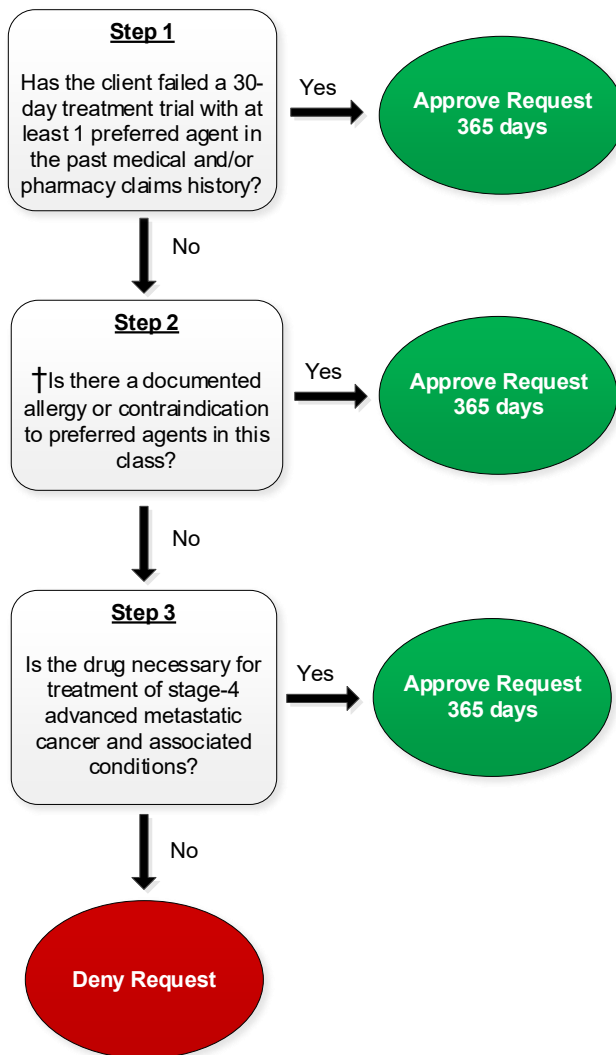 Step 1
Has the client failed a 30-
day treatment trial with at
least 1 preferred agent in
the past medical and/or
pharmacy claims history?
Yes
Approve Request
365 days
No
Step 2
†Is there a documented
allergy or contraindication
to preferred agents in this
class?
Yes
Approve Request
365 days
No
Step 3
Is the drug necessary for
treatment of stage-4
advanced metastatic
cancer and associated
conditions?
Yes
Approve Request
365 days
No
Deny Request